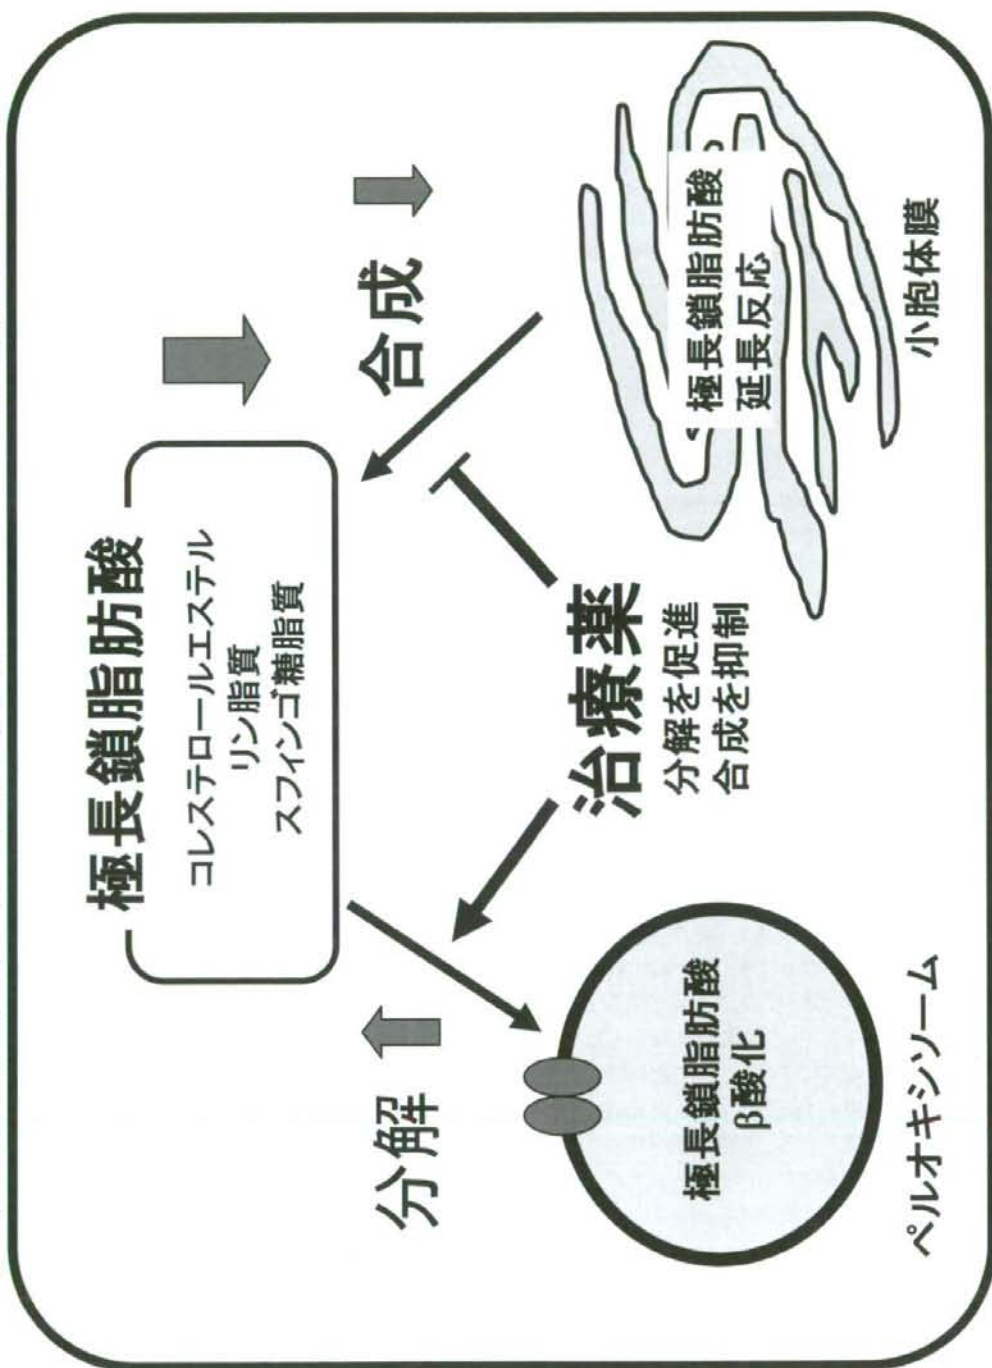 極長鎖脂肪酸
コレステロールエステル
リン脂質
スフィンゴ糖脂質
分解
合成
治療薬
分解を促進
合成を抑制
極長鎖脂肪酸
β酸化
ペルオキシソーム
極長鎖脂肪酸
延長反応
小胞体膜